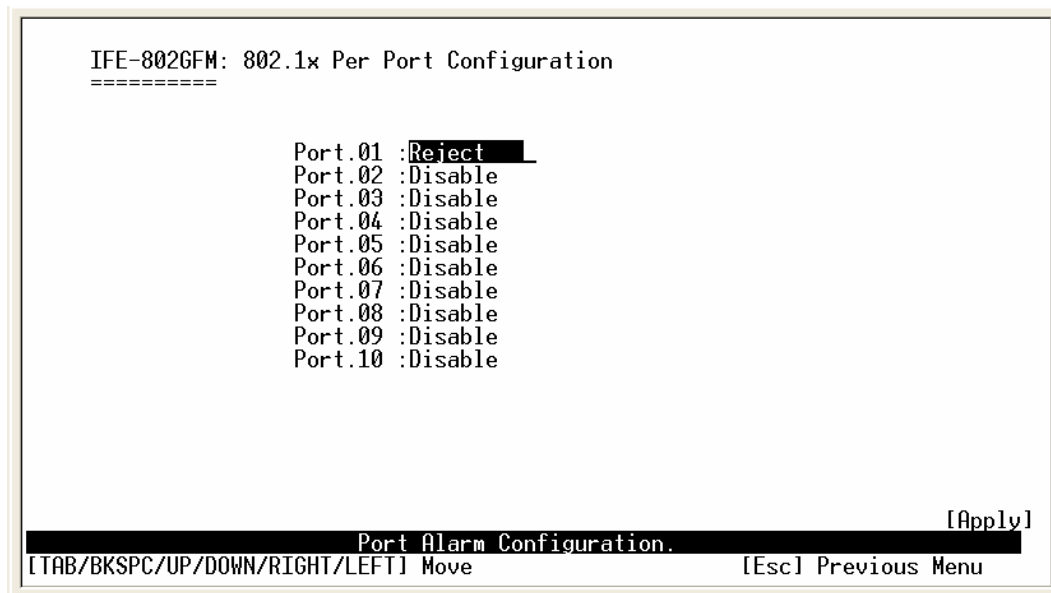 IFE-802GFM: 802.1x Per Port Configuration
==========
Port.01 :Reject _
Port.02 :Disable
Port.03 :Disable
Port.04 :Disable
Port.05 :Disable
Port.06 :Disable
Port.07 :Disable
Port.08 :Disable
Port.09 :Disable
Port.10 :Disable
[Apply]
Port Alarm Configuration.
[TAB/BKSPC/UP/DOWN/RIGHT/LEFT] Move [Esc] Previous Menu